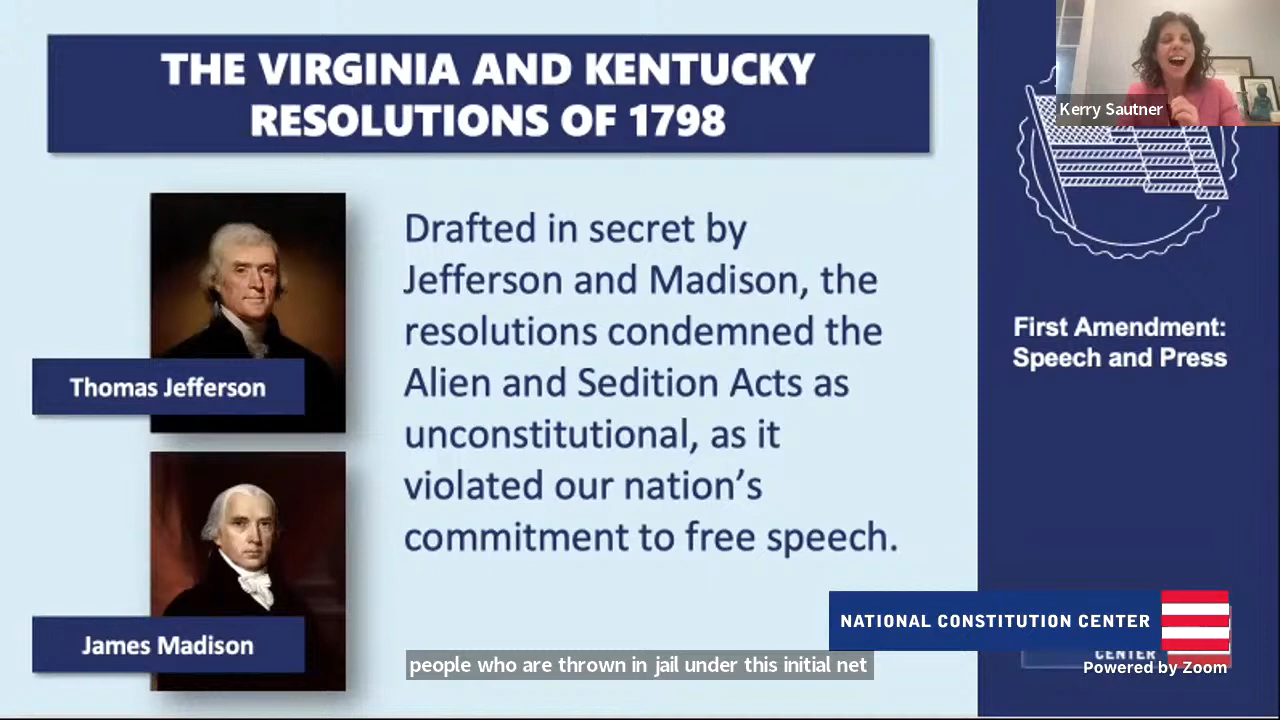 THE VIRGINIA AND KENTUCKY
RESOLUTIONS OF 1798
Kerry Sautner
Thomas Jefferson
James Madison
Drafted in secret by
Jefferson and Madison, the
resolutions condemned the
Alien and Sedition Acts as
unconstitutional, as it
violated our nation’s
commitment to free speech.
First Amendment:
Speech and Press
NATIONAL CONSTITUTION CENTER
CENTER
Powered by Zoom
people who are thrown in jail under this initial net